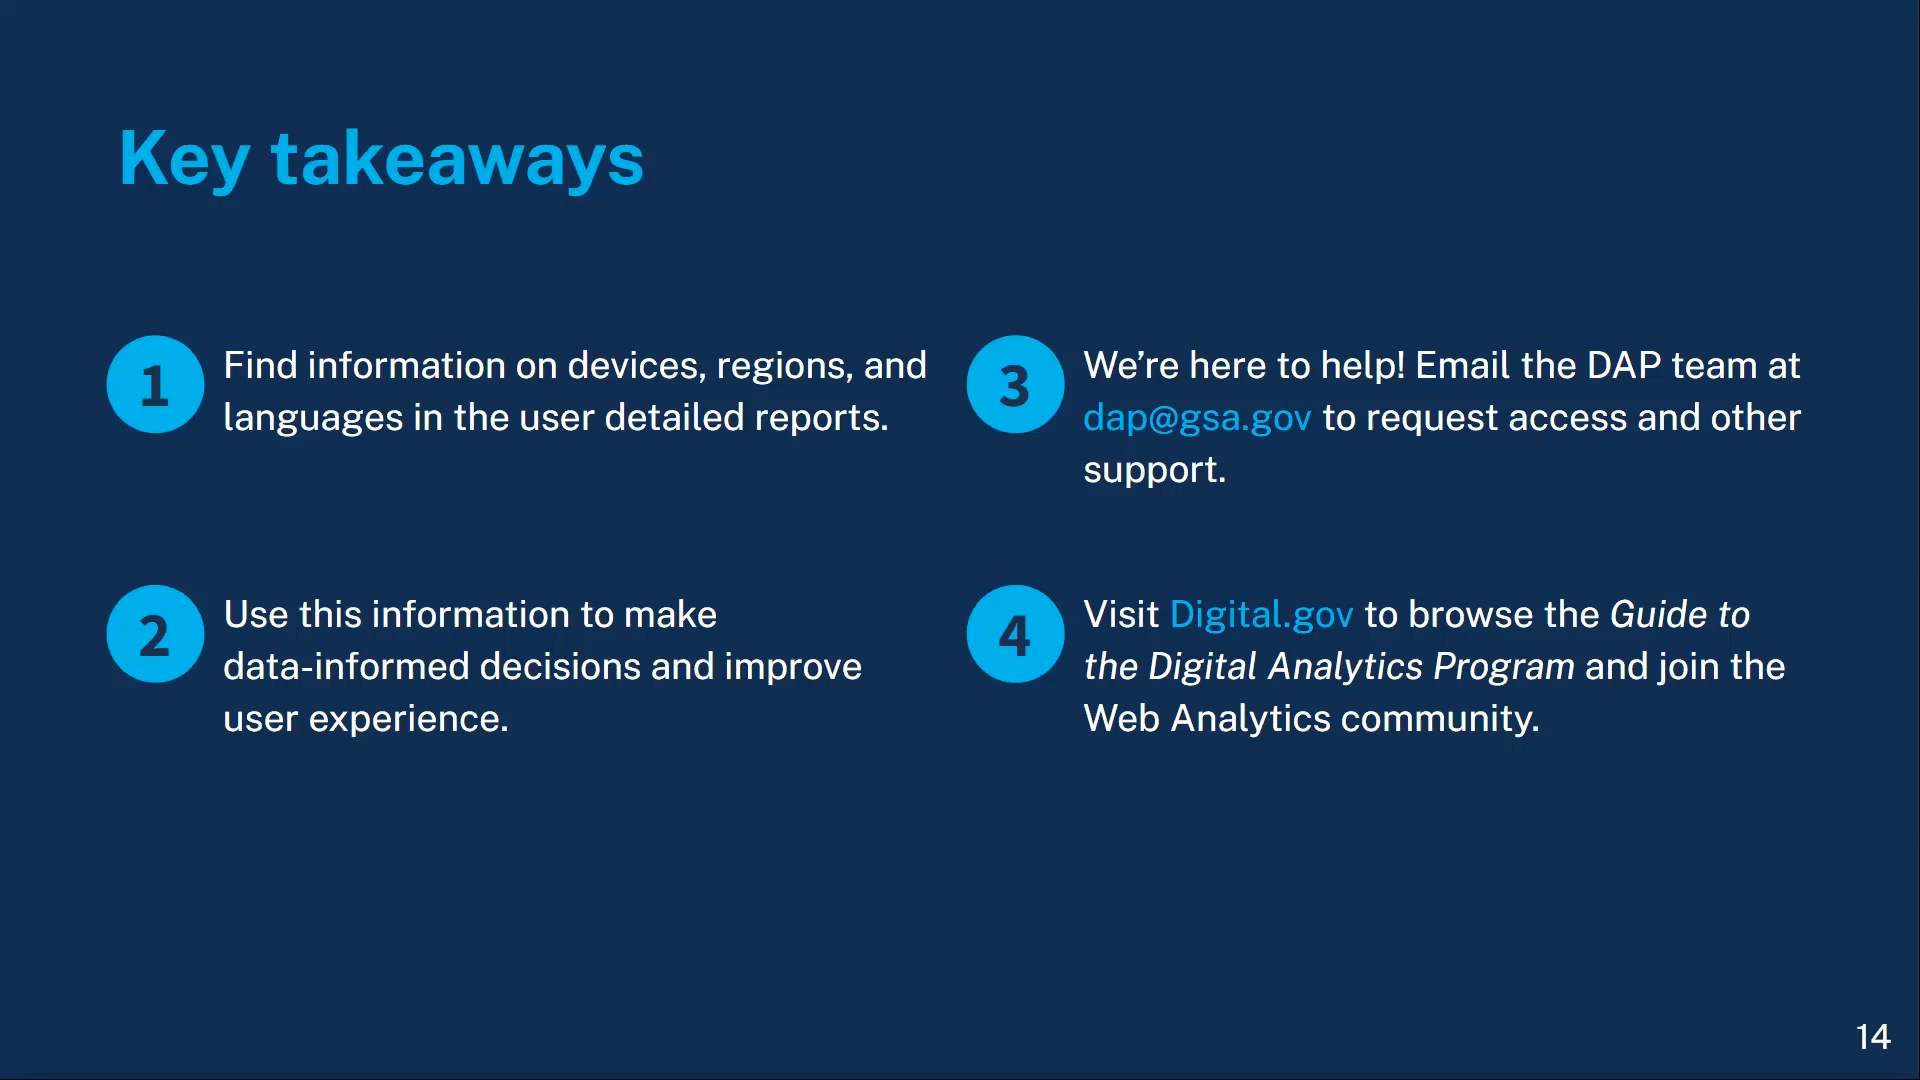 Key takeaways
1
Find information on devices, regions, and
languages in the user detailed reports.
2
Use this information to make
data-informed decisions and improve
user experience.
3
We’re here to help! Email the DAP team at
dap@gsa.gov to request access and other
support.
4
Visit Digital.gov to browse the Guide to
the Digital Analytics Program and join the
Web Analytics community.
14